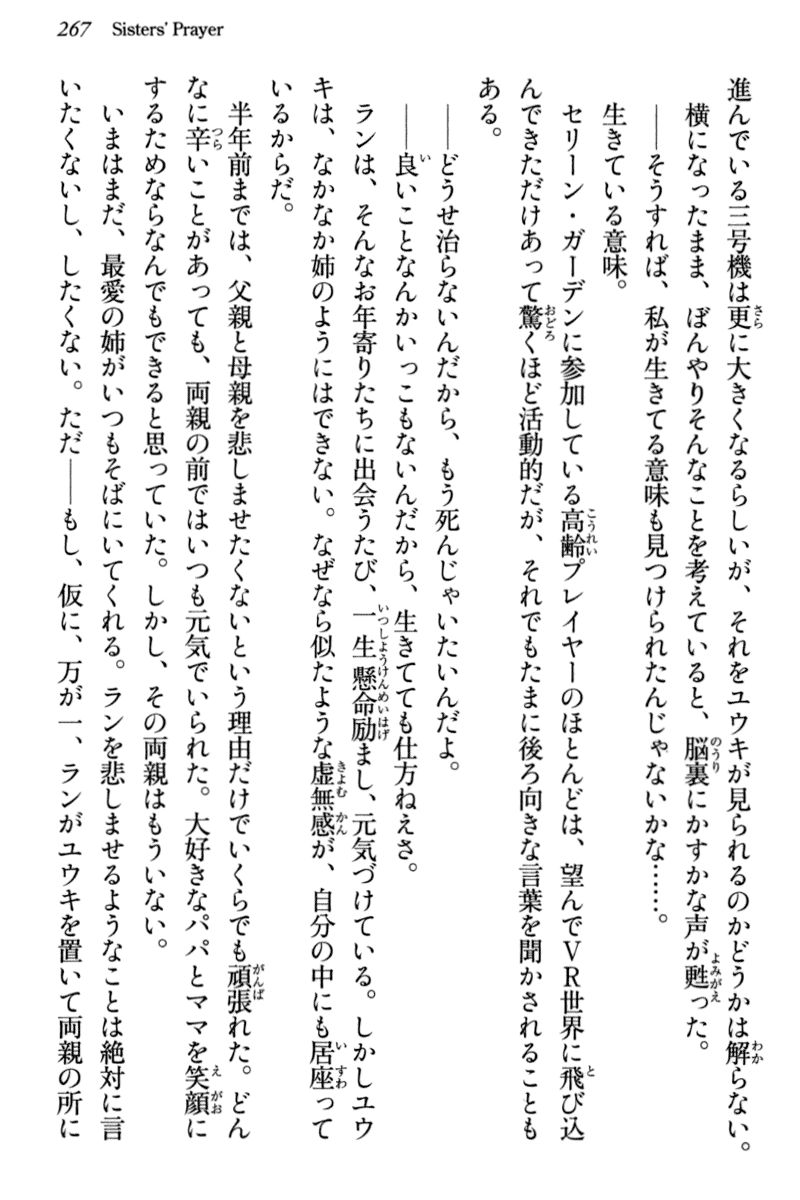 267 Sisters' Prayer
進んでいる三号機は更に大きくなるらしいが、それをユウキが見られるのかどうかは解らない。
横になったまま、ぼんやりそんなことを考えていると、脳裏にかすかな声が甦った。
――そうすれば、私が生きてる意味も見つけられたんじゃないかな……。
生きている意味。
セリーン・ガーデンに参加している高齢プレイヤーのほとんどは、望んでＶＲ世界に飛び込
んできただけあって驚くほど活動的だが、それでもたまに後ろ向きな言葉を聞かされることも
ある。
――どうせ治らないんだから、もう死んじゃいたいんだよ。
――良いことなんかいっこもないんだから、生きてても仕方ねえさ。
ランは、そんなお年寄りたちに出会うたび、一生懸命励まし、元気づけている。しかしユウ
キは、なかなか姉のようにはできない。なぜなら似たような虚無感が、自分の中にも居座って
いるからだ。
半年前までは、父親と母親を悲しませたくないという理由だけでいくらでも頑張れた。どん
なに辛いことがあっても、両親の前ではいつも元気でいられた。大好きなパパとママを笑顔に
するためならなんでもできると思っていた。しかし、その両親はもういない。
いまはまだ、最愛の姉がいつもそばにいてくれる。ランを悲しませるようなことは絶対に言
いたくないし、したくない。ただ――もし、仮に、万が一、ランがユウキを置いて両親の所に